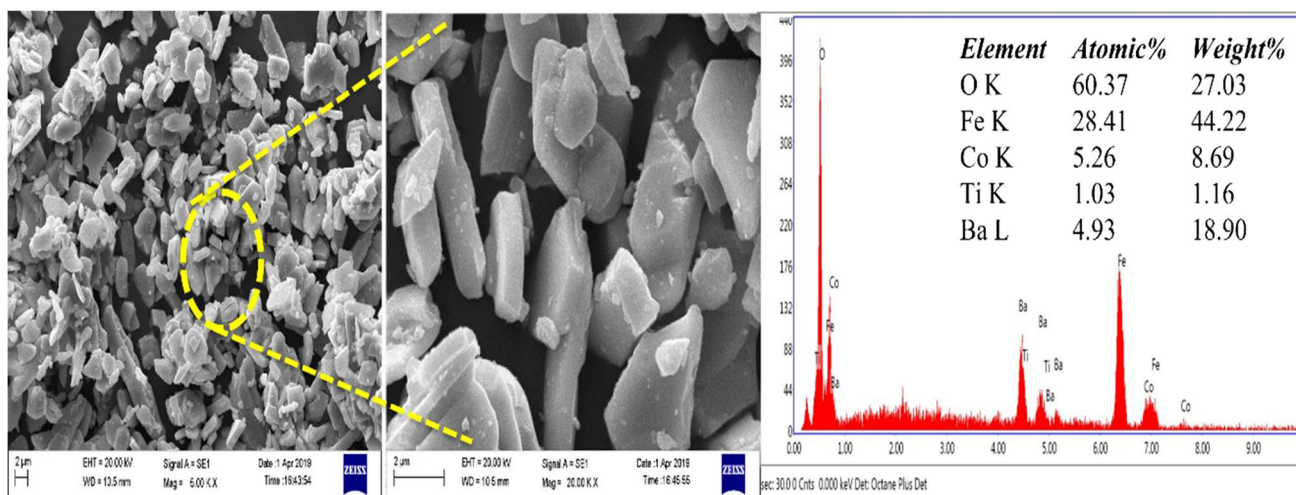 2 µm
EHT = 20.00 kV
Signal A = SE1
Date :1 Apr 2019
WD = 10.5 mm
Mag = 5.00 K X
Time :16:43:54
ZEISS
2 µm
EHT = 20.00 kV
Signal A = SE1
Date :1 Apr 2019
WD = 10.5 mm
Mag = 20.00 K X
Time :16:45:55
ZEISS
440
396
352
308
264
220
176
132
88
44
0
Element Atomic% Weight%
O K 60.37 27.03
Fe K 28.41 44.22
Co K 5.26 8.69
Ti K 1.03 1.16
Ba L 4.93 18.90
O
Co
Fe
Ti
Ba
Ba
Ti
Ba
Ti
Ba
Ba
Fe
Fe
Co
Co
0.00 1.00 2.00 3.00 4.00 5.00 6.00 7.00 8.00 9.00
sec: 30.0 0 Cnts 0.000 keV Det: Octane Plus Det